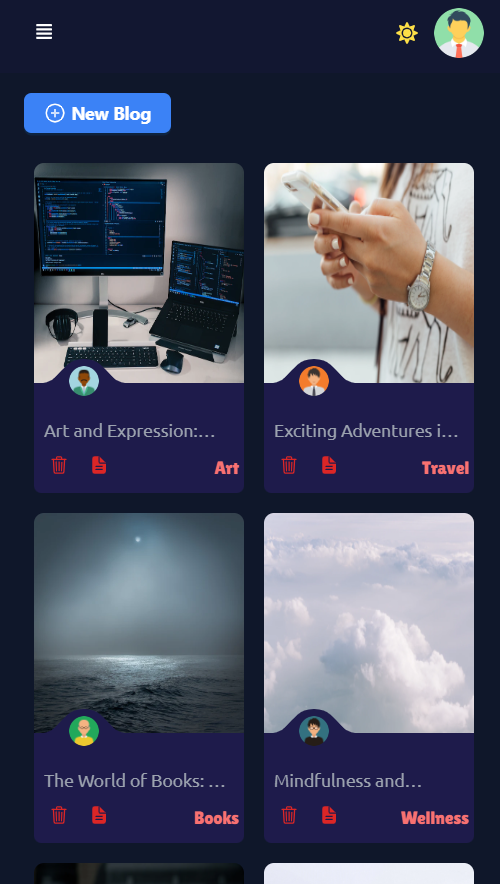 New Blog
Art and Expression:...
Art
Exciting Adventures i...
Travel
The World of Books: ...
Books
Mindfulness and...
Wellness